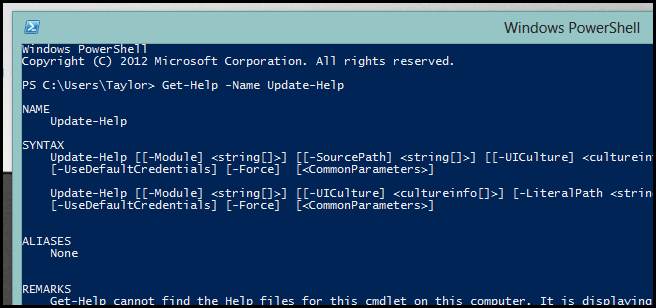 Windows PowerShell
Windows PowerShell
Copyright (C) 2012 Microsoft Corporation. All rights reserved.
PS C:\Users\Taylor> Get-Help -Name Update-Help
NAME
Update-Help
SYNTAX
Update-Help [[-Module] <string[]>] [[-SourcePath] <string[]>] [[-UICulture] <cultureinf
[-UseDefaultCredentials] [-Force] [<CommonParameters>]
Update-Help [[-Module] <string[]>] [[-UICulture] <cultureinfo[]>] [-LiteralPath <string
[-UseDefaultCredentials] [-Force] [<CommonParameters>]
ALIASES
None
REMARKS
Get-Help cannot find the Help files for this cmdlet on this computer. It is displaying